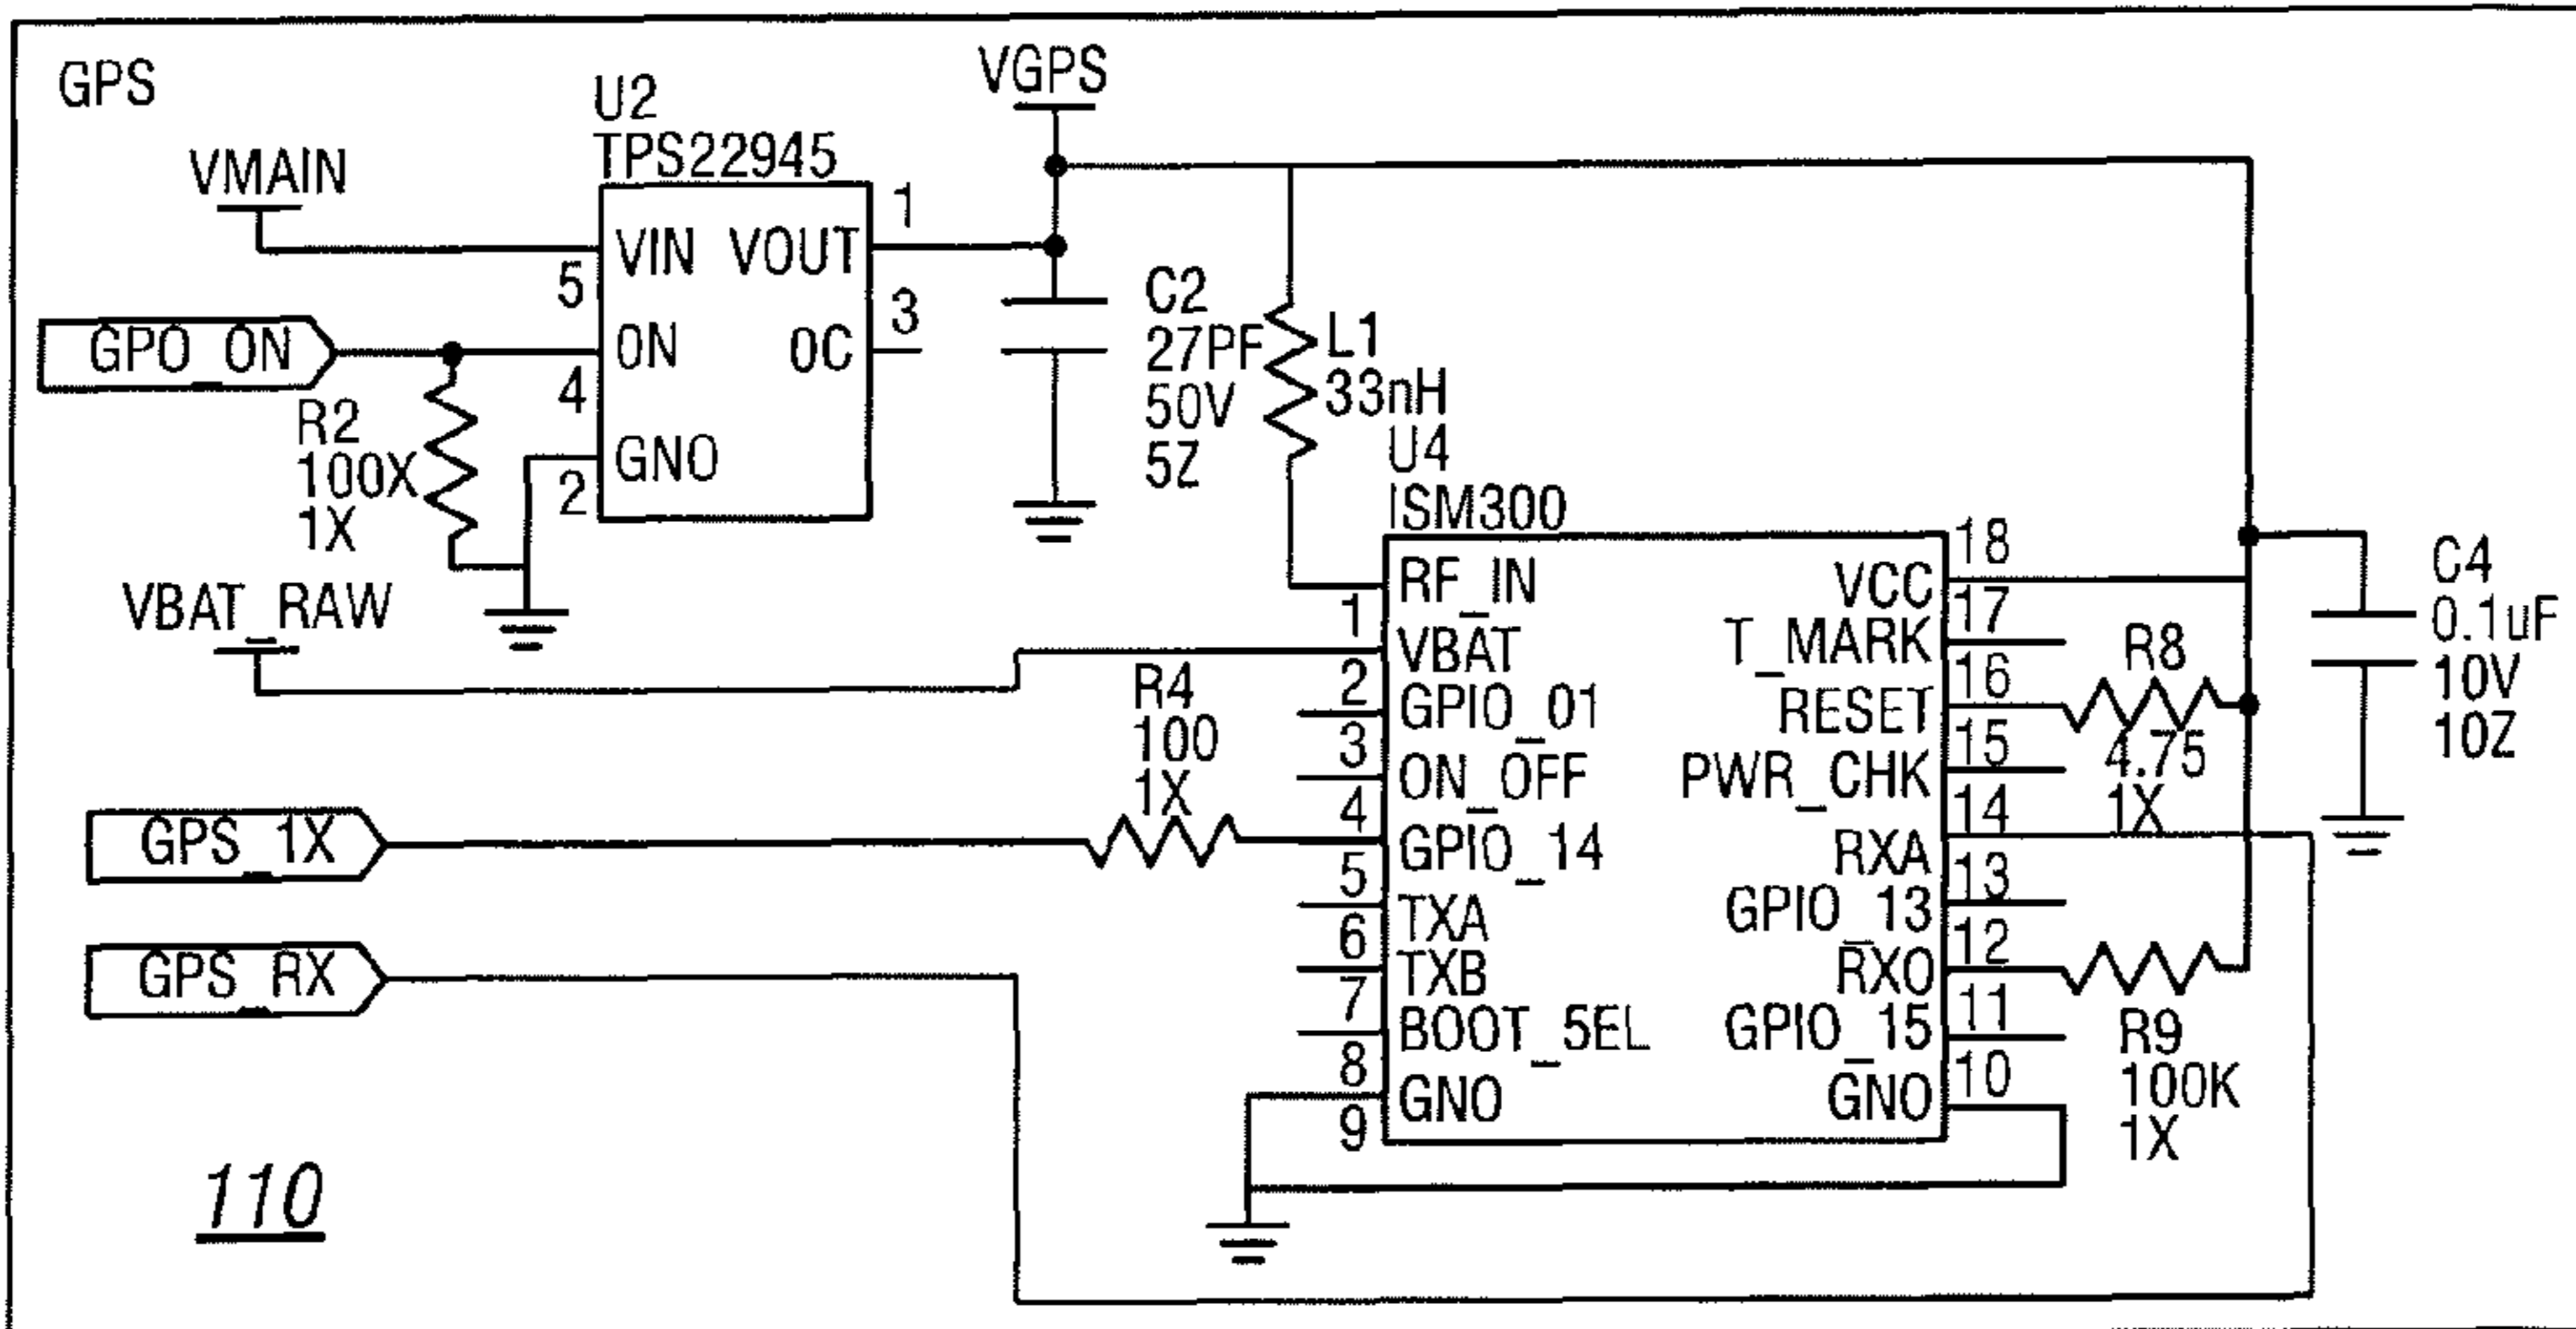 GPS
VGPS
U2
TPS22945
VMAIN
VIN VOUT
1
5
3
GPO_ON
ON OC
4
GNO
2
R2
100X
1X
C2
27PF
50V
5Z
L1
33nH
U4
ISM300
VBAT_RAW
RF_IN
1
VBAT
2
GPIO_01
3
ON_OFF
4
GPIO_14
5
TXA
6
TXB
7
BOOT_5EL
8
GNO
9
18
VCC
17
T_MARK
16
RESET
15
PWR_CHK
14
RXA
13
GPIO_13
12
RXO
11
GPIO_15
10
GNO
R8
4.75
1X
C4
0.1uF
10V
10Z
R4
100
1X
GPS_1X
GPS_RX
R9
100K
1X
110